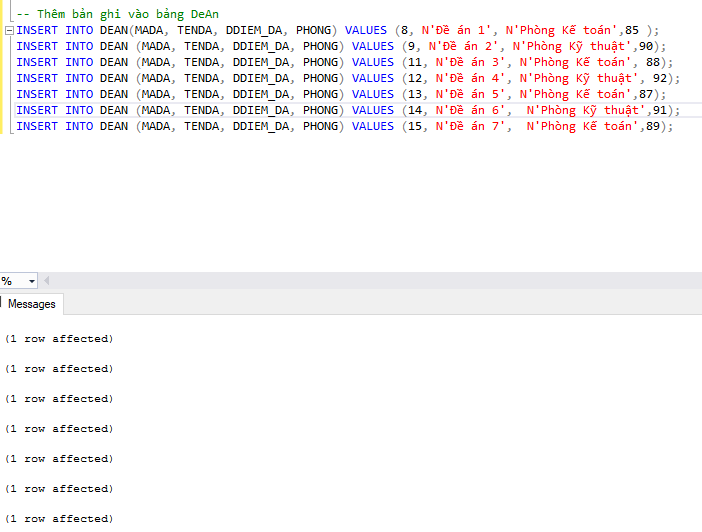 -- Thêm bản ghi vào bảng DeAn
INSERT INTO DEAN(MADA, TENDA, DDIEM_DA, PHONG) VALUES (8, N'Đề án 1', N'Phòng Kế toán',85 );
INSERT INTO DEAN (MADA, TENDA, DDIEM_DA, PHONG) VALUES (9, N'Đề án 2', N'Phòng Kỹ thuật',90);
INSERT INTO DEAN (MADA, TENDA, DDIEM_DA, PHONG) VALUES (11, N'Đề án 3', N'Phòng Kế toán', 88);
INSERT INTO DEAN (MADA, TENDA, DDIEM_DA, PHONG) VALUES (12, N'Đề án 4', N'Phòng Kỹ thuật', 92);
INSERT INTO DEAN (MADA, TENDA, DDIEM_DA, PHONG) VALUES (13, N'Đề án 5', N'Phòng Kế toán',87);
INSERT INTO DEAN (MADA, TENDA, DDIEM_DA, PHONG) VALUES (14, N'Đề án 6',  N'Phòng Kỹ thuật',91);
INSERT INTO DEAN (MADA, TENDA, DDIEM_DA, PHONG) VALUES (15, N'Đề án 7',  N'Phòng Kế toán',89);
%
Messages
(1 row affected)
(1 row affected)
(1 row affected)
(1 row affected)
(1 row affected)
(1 row affected)
(1 row affected)